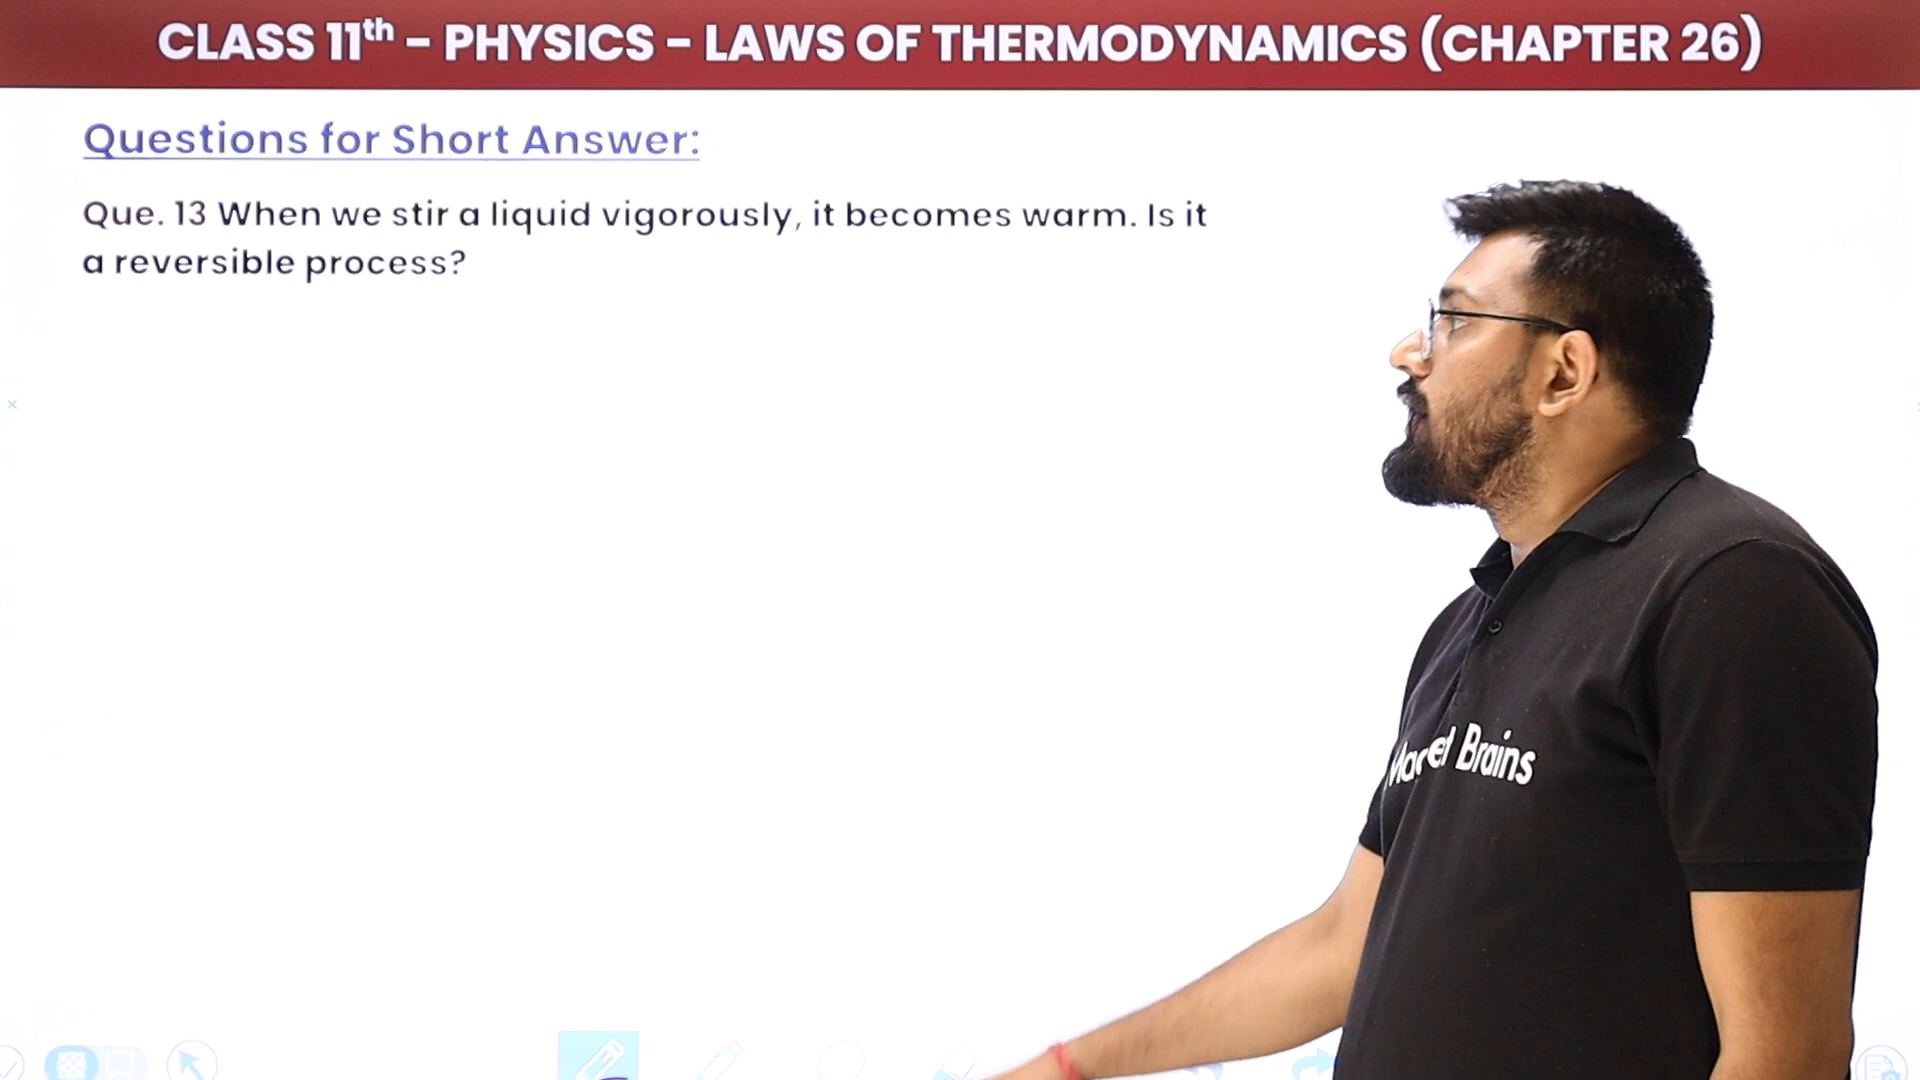 CLASS 11th - PHYSICS - LAWS OF THERMODYNAMICS (CHAPTER 26)
Questions for Short Answer:
Que. 13 When we stir a liquid vigorously, it becomes warm. Is it
a reversible process?
Brains